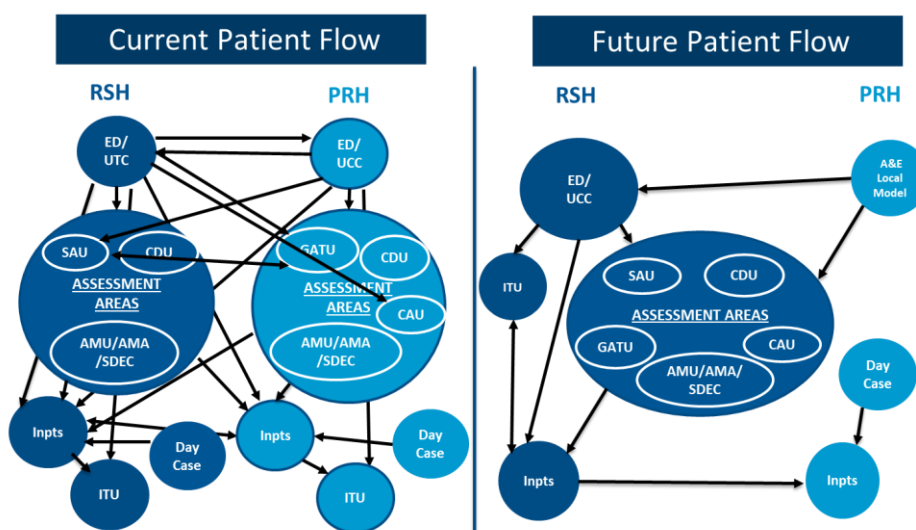 Current Patient Flow
RSH
PRH
ED/
UTC
ED/
UCC
SAU
CDU
ASSESSMENT
AREAS
AMU/AMA
/SDEC
GATU
CDU
ASSESSMENT
AREAS
CAU
AMU/AMA
/SDEC
Inpts
Day
Case
ITU
Inpts
Day
Case
ITU
Future Patient Flow
RSH
PRH
ED/
UCC
A&E
Local
Model
ITU
SAU
CDU
ASSESSMENT AREAS
GATU
CAU
AMU/AMA/
SDEC
Day
Case
Inpts
Inpts